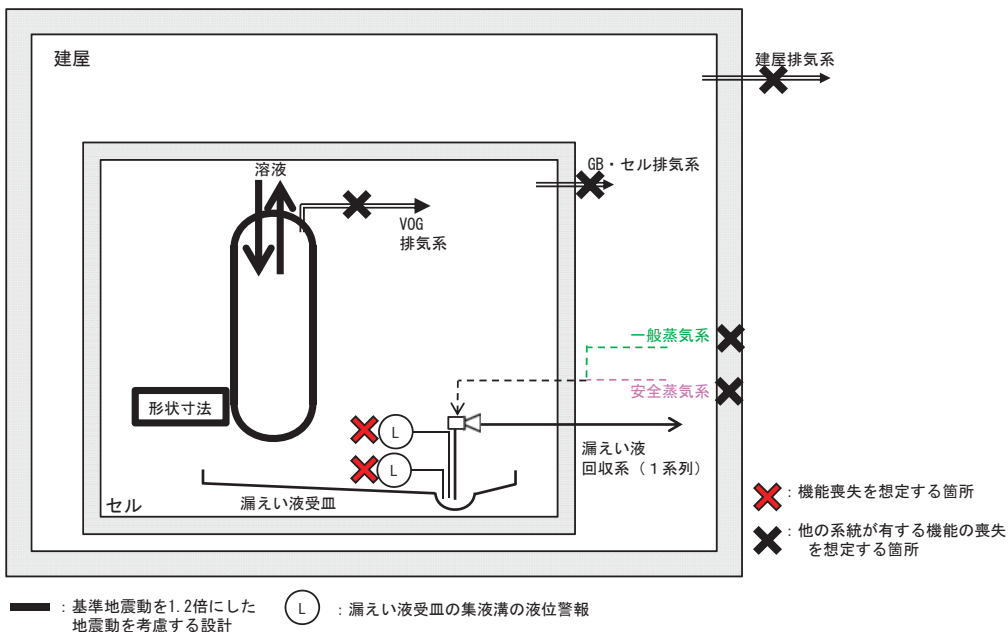 建屋
建屋排気系
GB・セル排気系
溶液
VOG
排気系
一般蒸気系
安全蒸気系
形状寸法
L
L
漏えい液
回収系（１系列）
漏えい液受皿
セル
：機能喪失を想定する箇所
：他の系統が有する機能の喪失
を想定する箇所
：基準地震動を1.2倍にした
地震動を考慮する設計
L
：漏えい液受皿の集液溝の液位警報